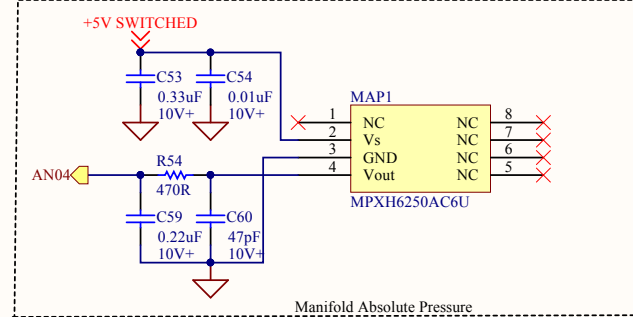 +5V SWITCHED
C53
0.33uF
10V+
C54
0.01uF
10V+
MAP1
1 NC NC 8
2 Vs NC 7
3 GND NC 6
4 Vout NC 5
MPXH6250AC6U
AN04
R54
470R
C59
0.22uF
10V+
C60
47pF
10V+
Manifold Absolute Pressure